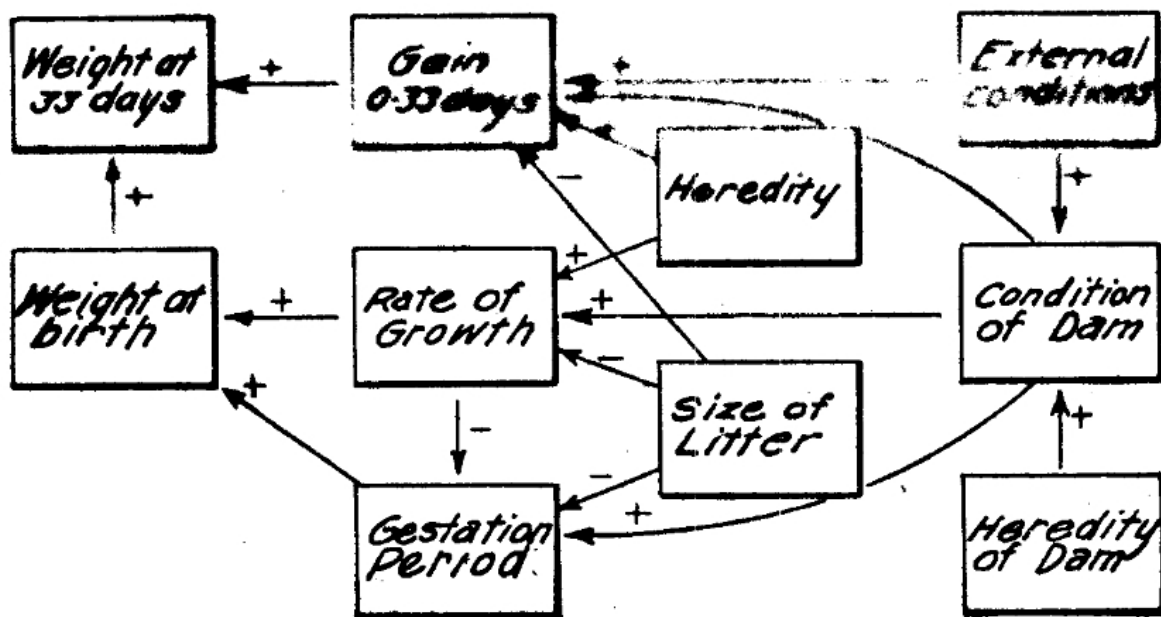 Weight at
33 days
+
Gain
0-33 days
+
External
conditions
+
+
Heredity
+
-
+
Weight at
birth
+
Rate of
Growth
+
+
Condition
of Dam
-
+
-
Size of
Litter
+
-
+
Gestation
Period
Heredity
of Dam